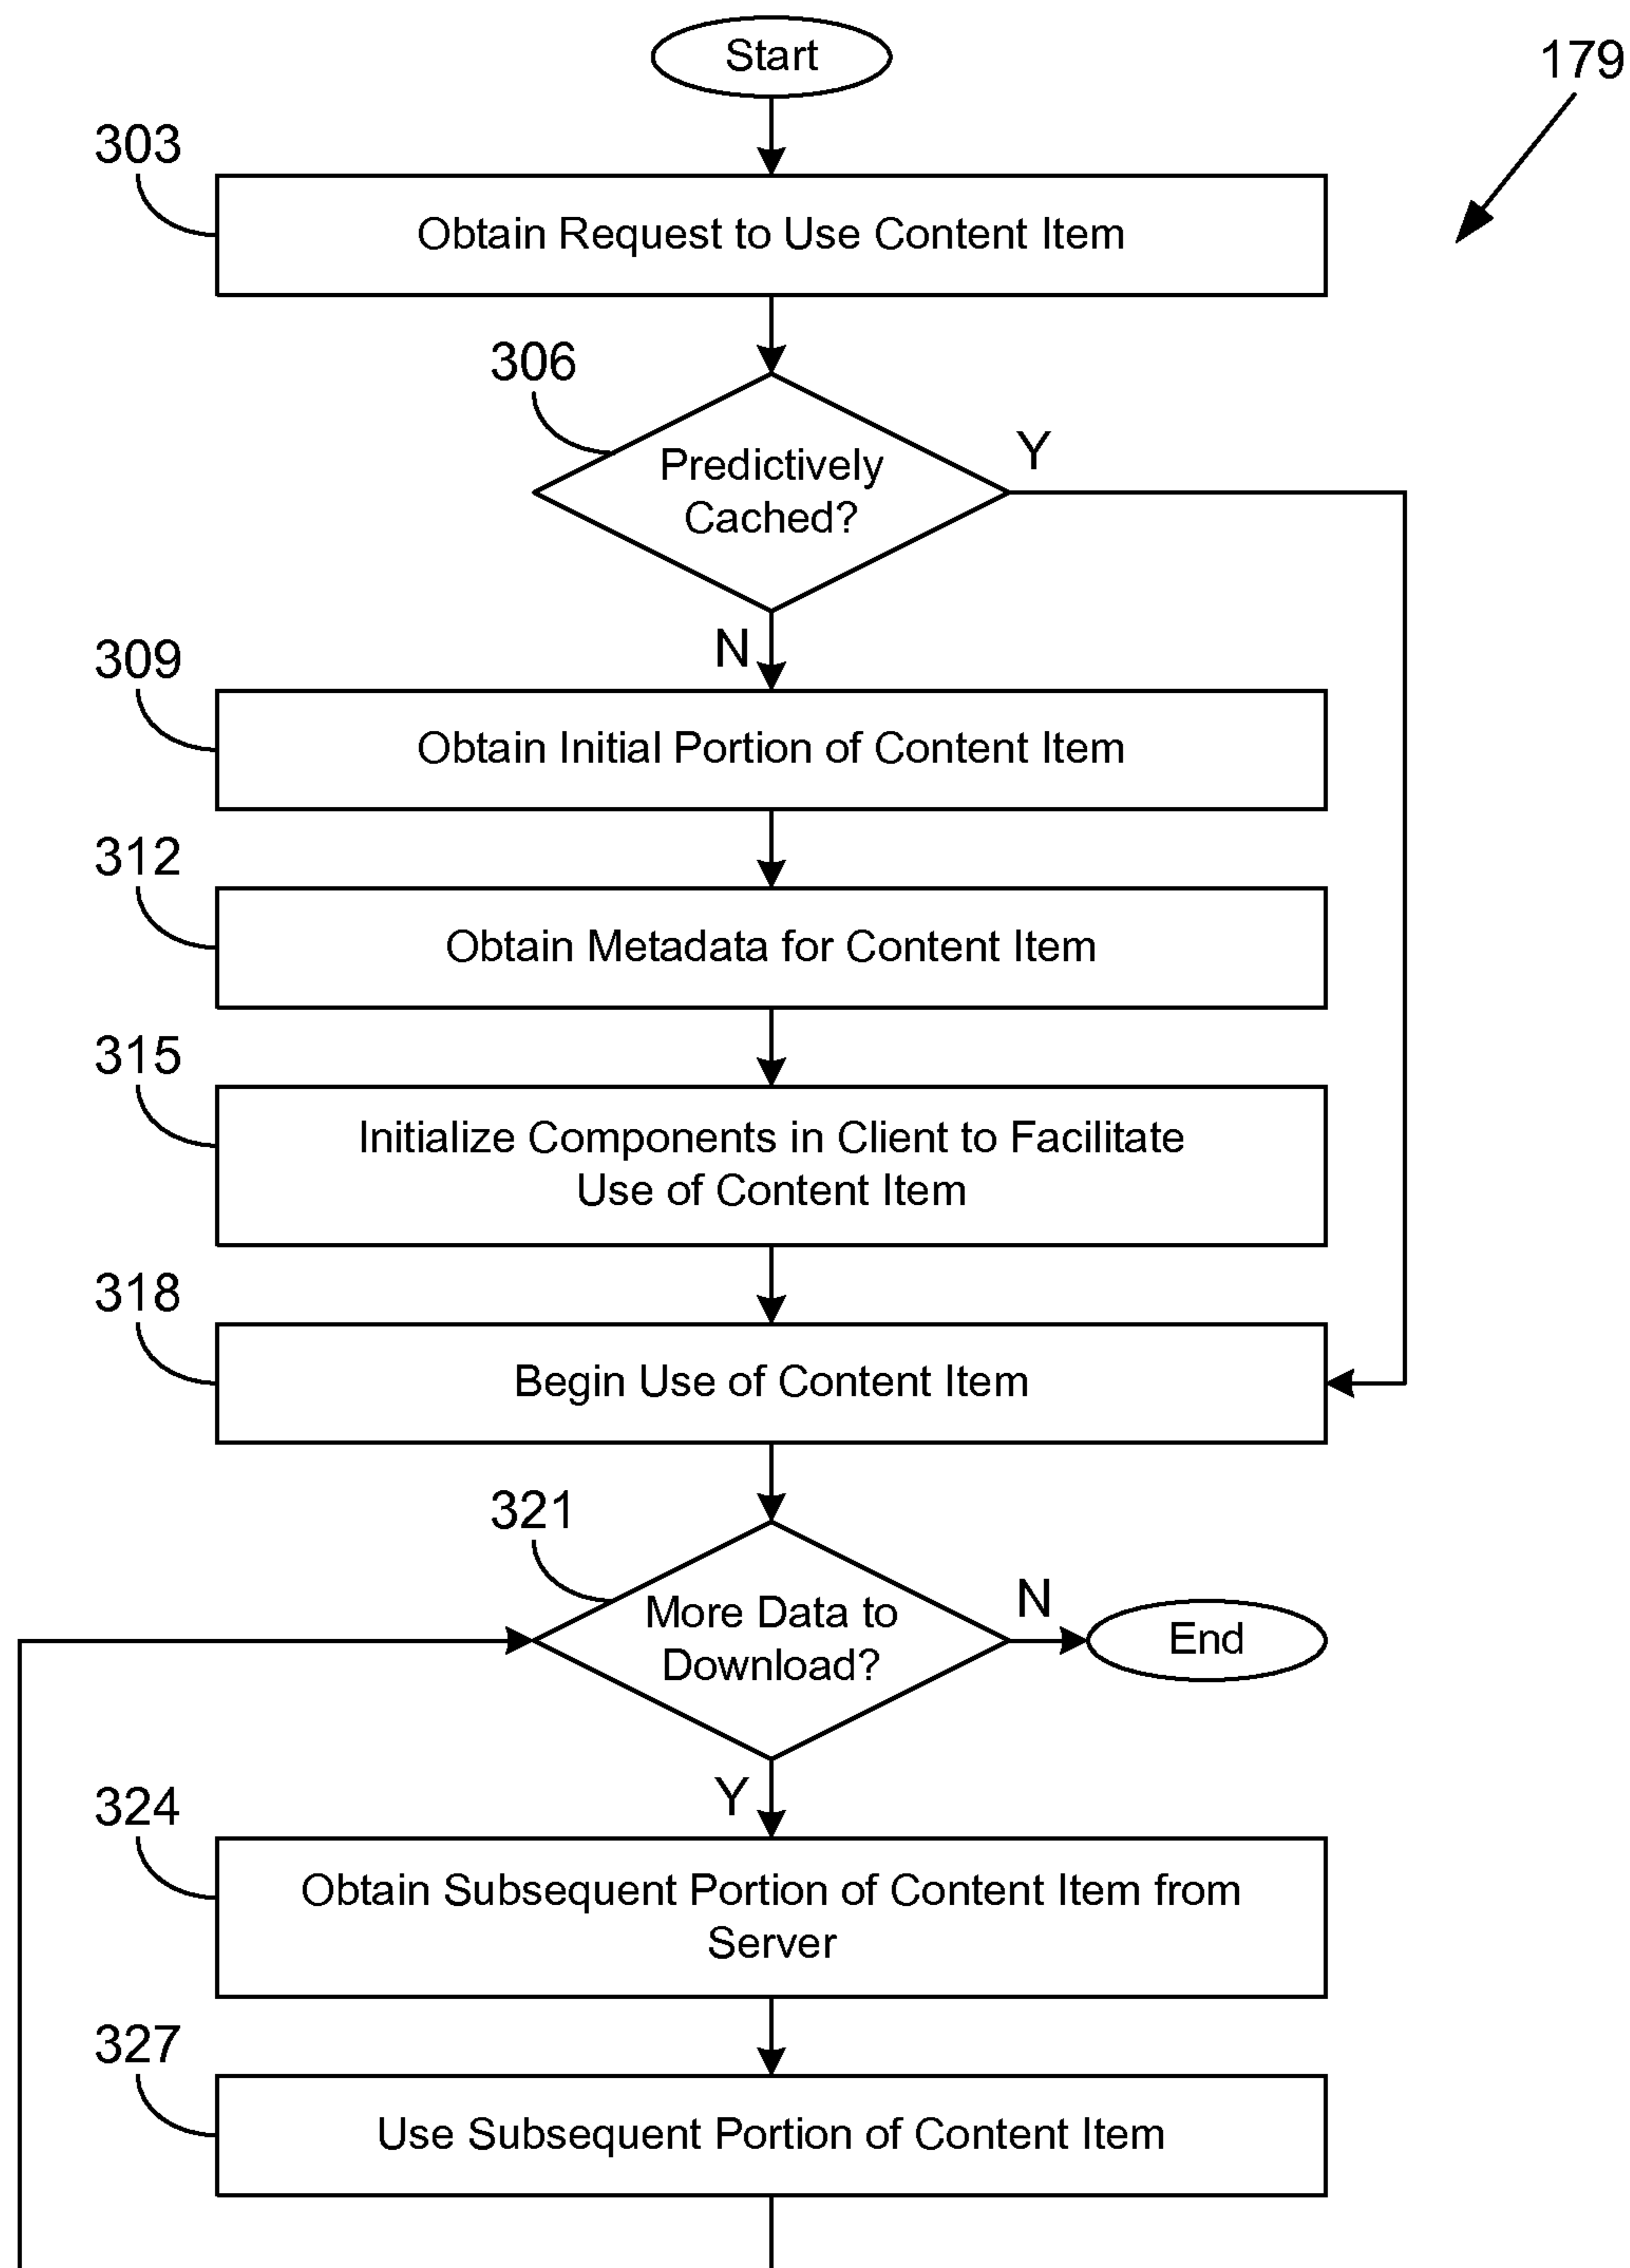 Start
179
303
Obtain Request to Use Content Item
306
Y
Predictively
Cached?
N
309
Obtain Initial Portion of Content Item
312
Obtain Metadata for Content Item
315
Initialize Components in Client to Facilitate
Use of Content Item
318
Begin Use of Content Item
321
N
More Data to
Download?
End
Y
324
Obtain Subsequent Portion of Content Item from
Server
327
Use Subsequent Portion of Content Item